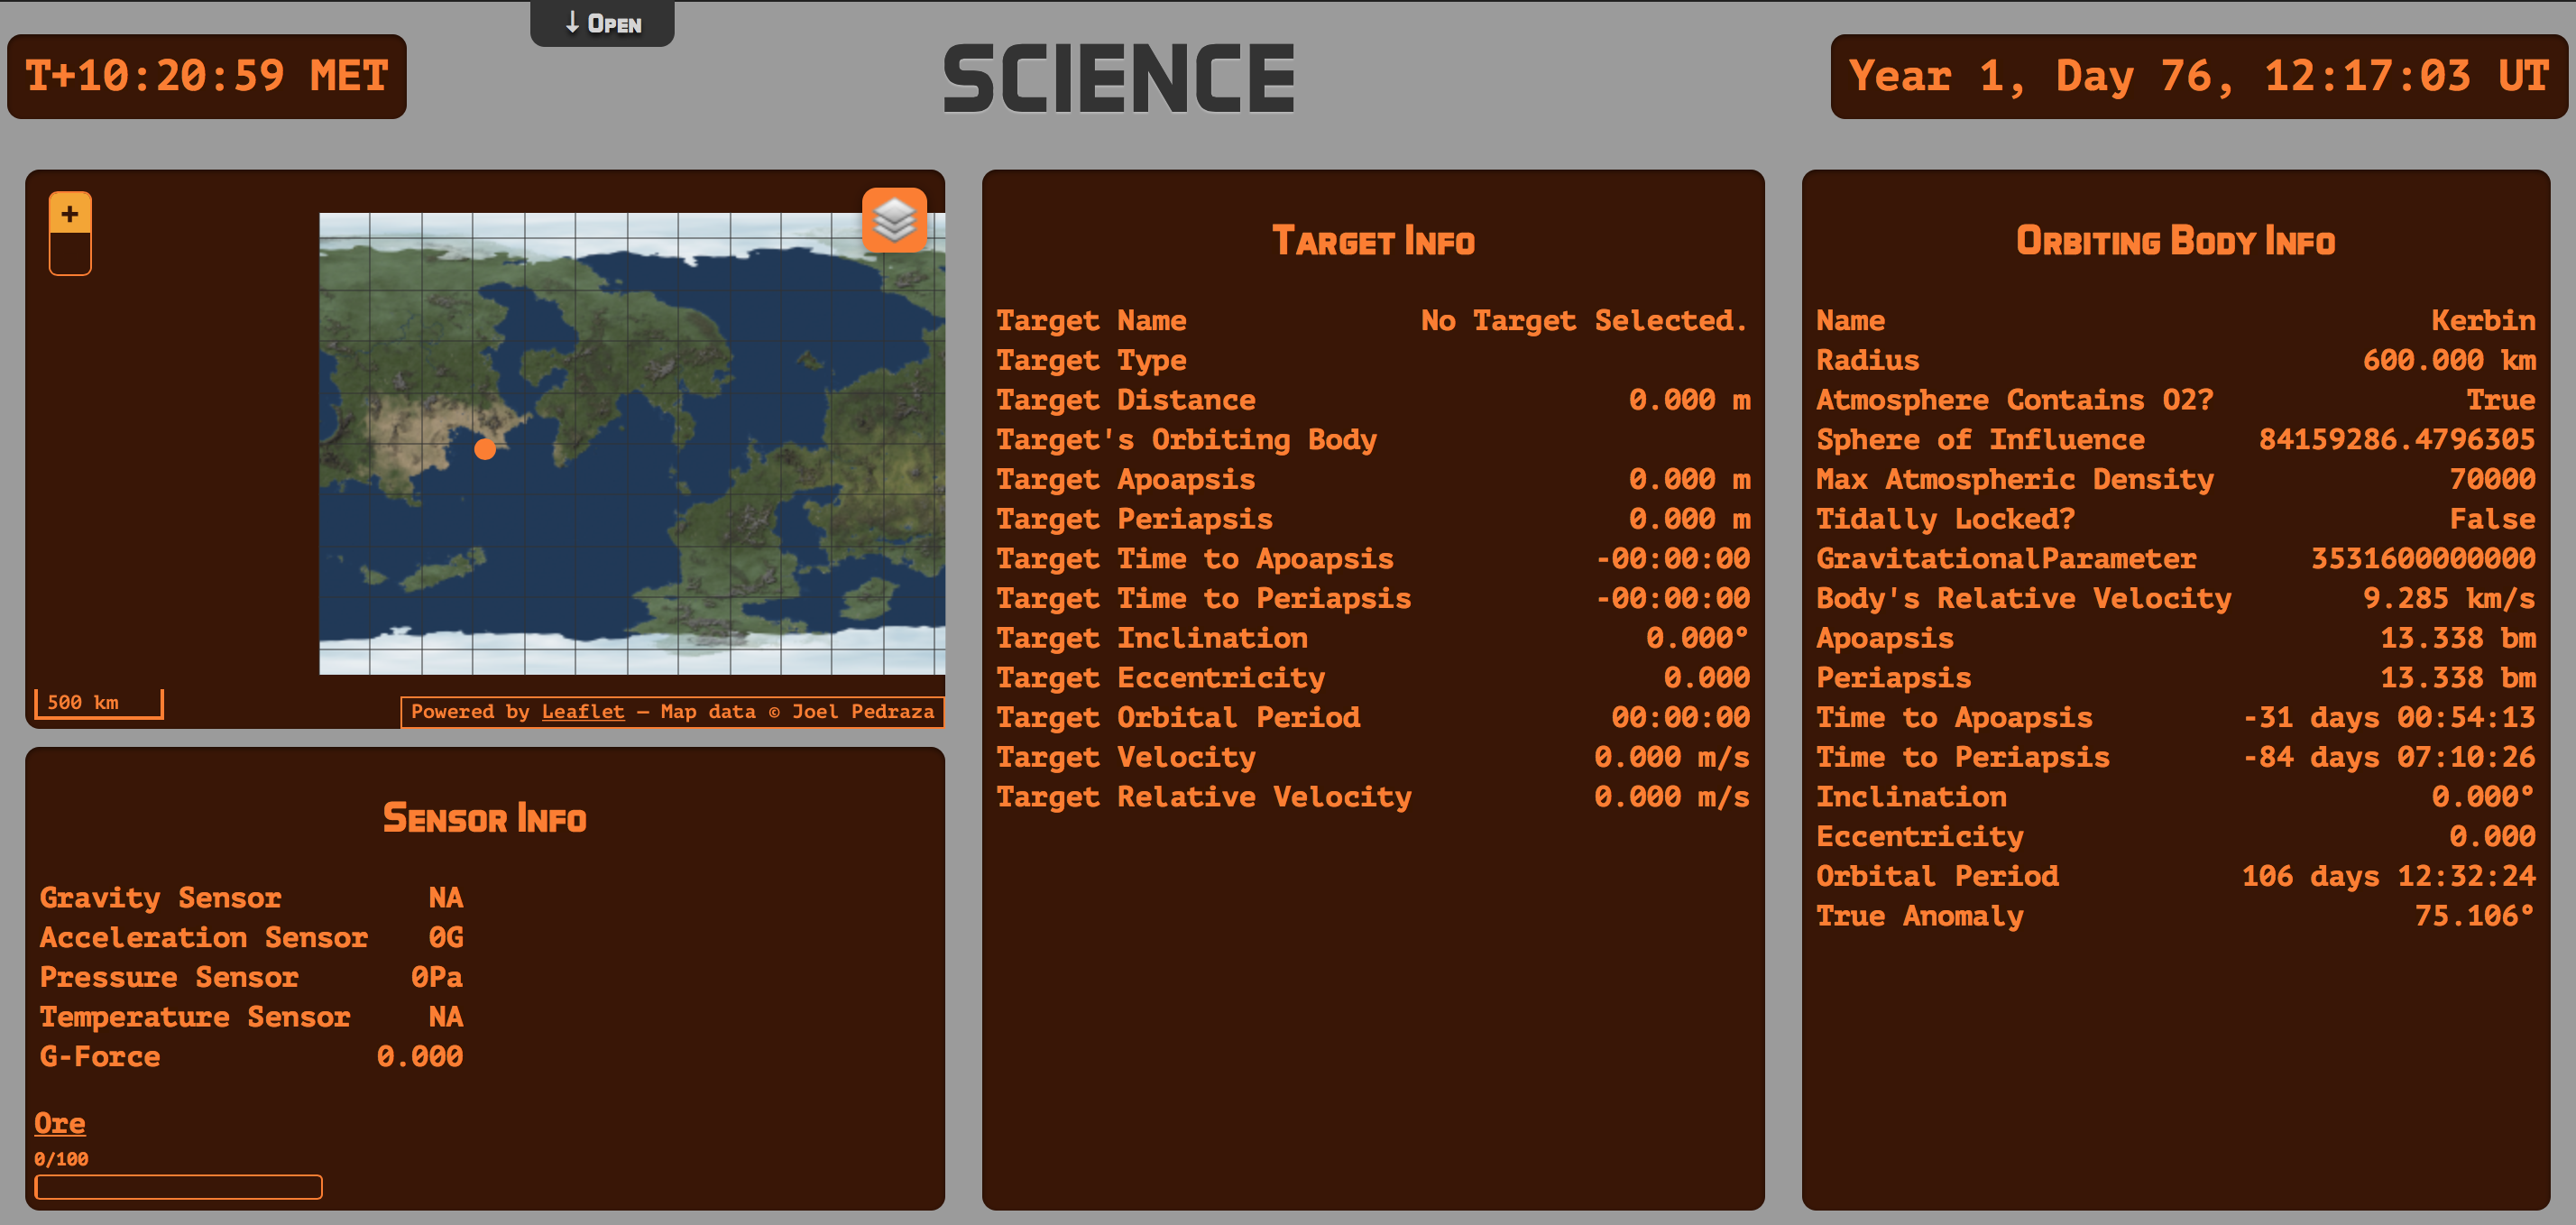 ↓ Open
T+10:20:59 MET
SCIENCE
Year 1, Day 76, 12:17:03 UT
+
500 km
Powered by Leaflet — Map data © Joel Pedraza
Sensor Info
Gravity Sensor NA
Acceleration Sensor 0G
Pressure Sensor 0Pa
Temperature Sensor NA
G-Force 0.000
Ore
0/100
Target Info
Target Name No Target Selected.
Target Type
Target Distance 0.000 m
Target's Orbiting Body
Target Apoapsis 0.000 m
Target Periapsis 0.000 m
Target Time to Apoapsis -00:00:00
Target Time to Periapsis -00:00:00
Target Inclination 0.000°
Target Eccentricity 0.000
Target Orbital Period 00:00:00
Target Velocity 0.000 m/s
Target Relative Velocity 0.000 m/s
Orbiting Body Info
Name Kerbin
Radius 600.000 km
Atmosphere Contains O2? True
Sphere of Influence 84159286.4796305
Max Atmospheric Density 70000
Tidally Locked? False
GravitationalParameter 3531600000000
Body's Relative Velocity 9.285 km/s
Apoapsis 13.338 bm
Periapsis 13.338 bm
Time to Apoapsis -31 days 00:54:13
Time to Periapsis -84 days 07:10:26
Inclination 0.000°
Eccentricity 0.000
Orbital Period 106 days 12:32:24
True Anomaly 75.106°